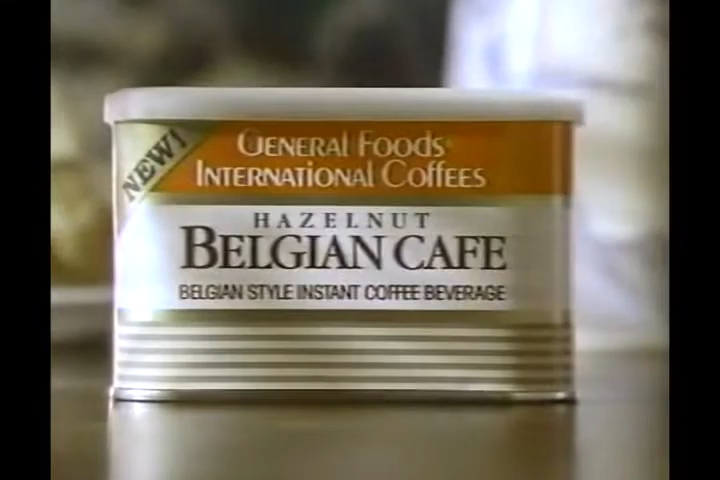 NEW!
GENERAL FOODS®
INTERNATIONAL COFFEES
HAZELNUT
BELGIAN CAFE
BELGIAN STYLE INSTANT COFFEE BEVERAGE